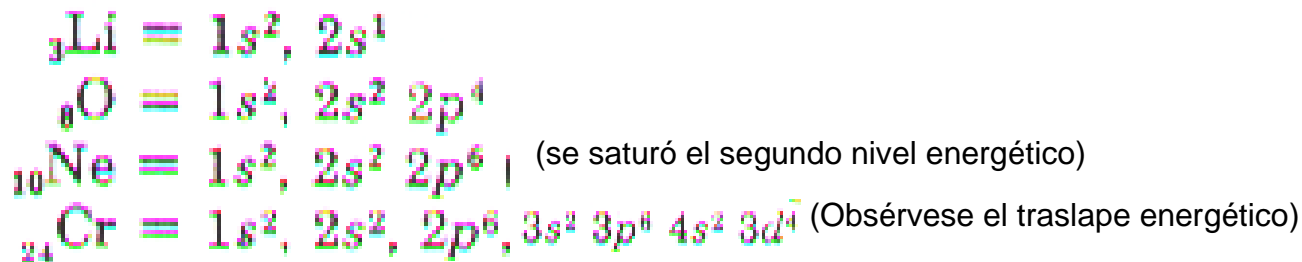 ₃Li = 1s², 2s¹
₈O = 1s², 2s² 2p⁴
₁₀Ne = 1s², 2s² 2p⁶, (se saturó el segundo nivel energético)
₂₄Cr = 1s², 2s², 2p⁶, 3s² 3p⁶ 4s² 3d⁴ (Obsérvese el traslape energético)